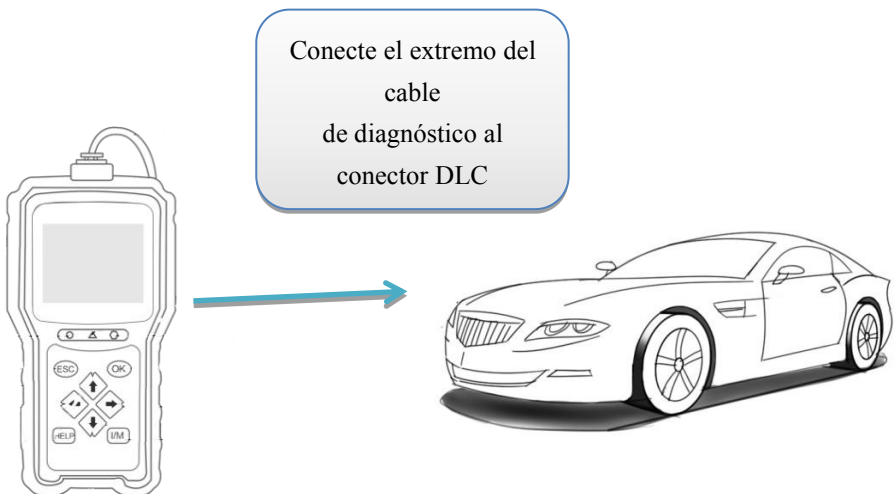 Conecte el extremo del
cable
de diagnóstico al
conector DLC
ESC
OK
HELP
I/M